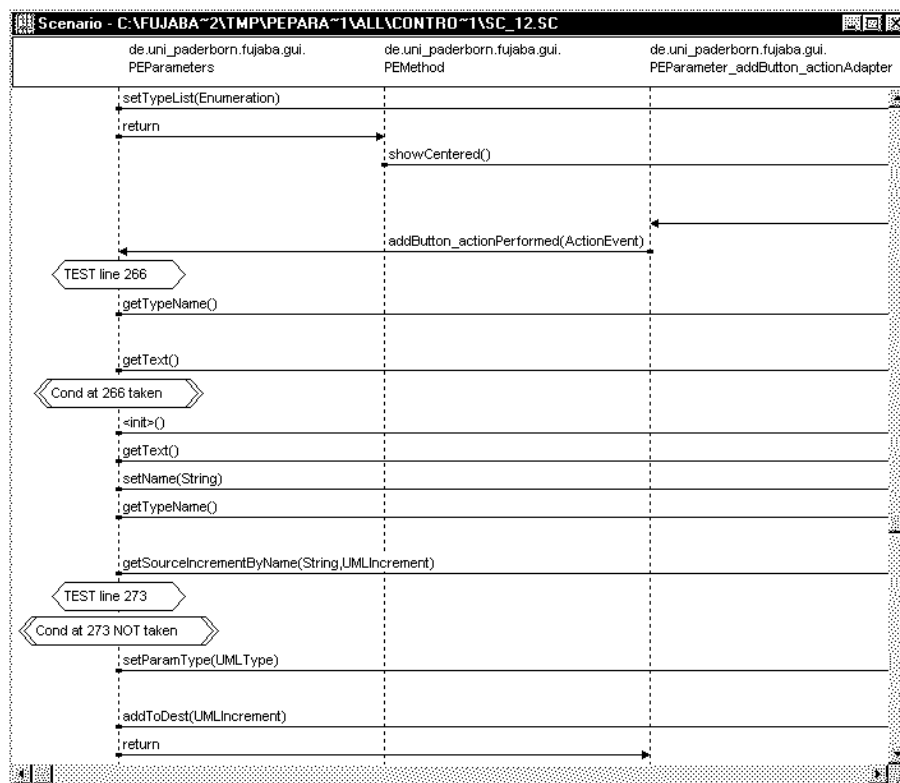 Scenario - C:\FUJABA~2\TMP\PEPARA~1\ALL\CONTRO~1\SC_12.SC
de.uni_paderborn.fujaba.gui.
PEParameters
de.uni_paderborn.fujaba.gui.
PEMethod
de.uni_paderborn.fujaba.gui.
PEParameter_addButton_actionAdapter
setTypeList(Enumeration)
return
showCentered()
addButton_actionPerformed(ActionEvent)
TEST line 266
getTypeName()
getText()
Cond at 266 taken
<init>()
getText()
setName(String)
getTypeName()
getSourceIncrementByName(String,UMLIncrement)
TEST line 273
Cond at 273 NOT taken
setParamType(UMLType)
addToDest(UMLIncrement)
return